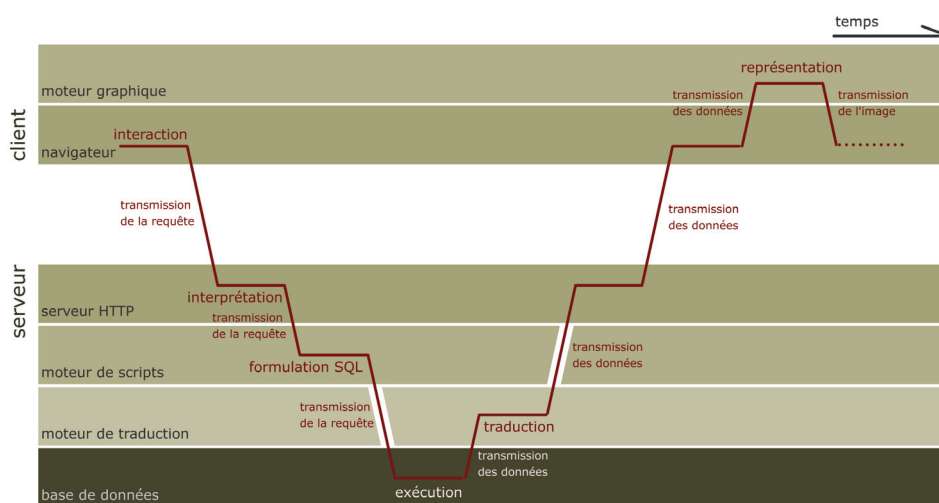 temps
client
moteur graphique
représentation
transmission
des données
transmission
de l'image
navigateur
interaction
transmission
de la requête
transmission
des données
serveur
serveur HTTP
interprétation
transmission
de la requête
moteur de scripts
formulation SQL
transmission
des données
moteur de traduction
transmission
de la requête
traduction
transmission
des données
base de données
exécution